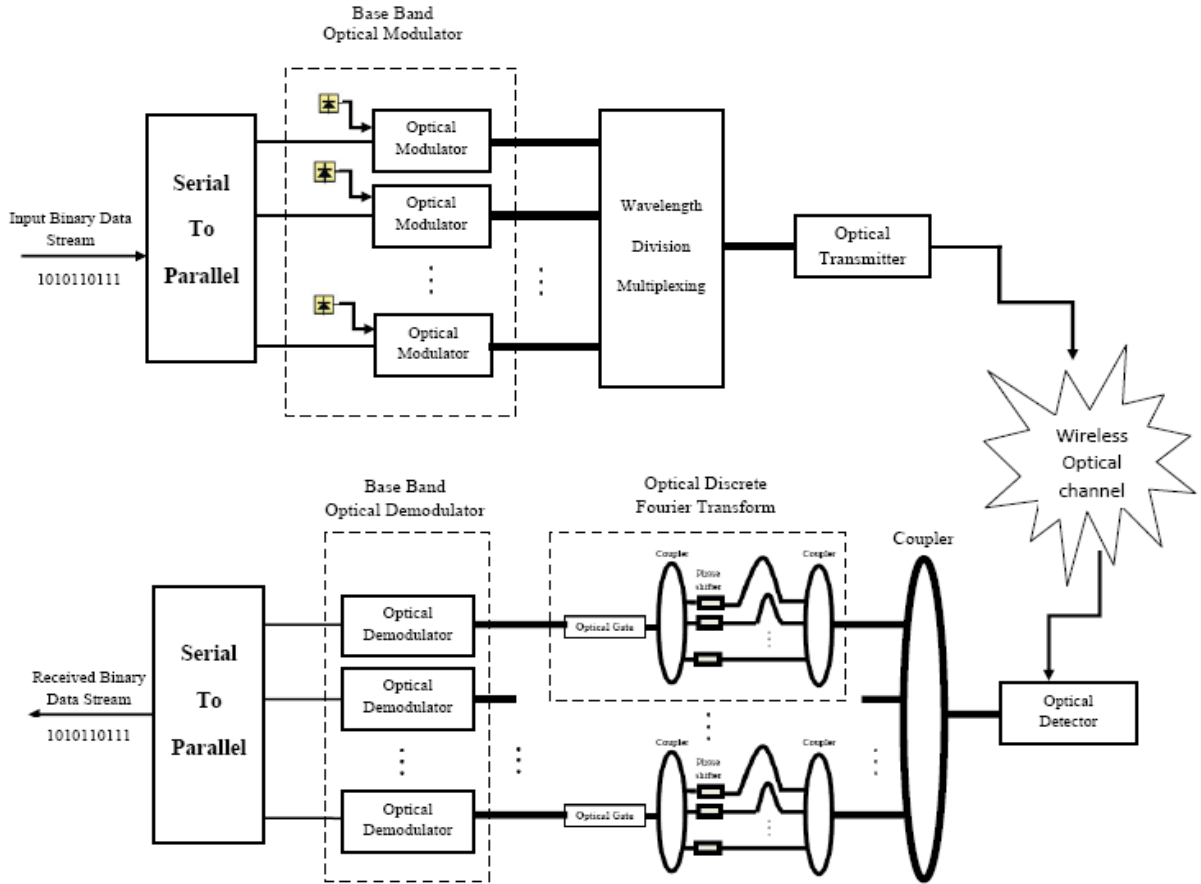 Base Band
Optical Modulator
Serial
To
Parallel
Input Binary Data
Stream
1010110111
Optical
Modulator
Optical
Modulator
Optical
Modulator
Wavelength
Division
Multiplexing
Optical
Transmitter
Wireless
Optical
channel
Base Band
Optical Demodulator
Optical Discrete
Fourier Transform
Coupler
Serial
To
Parallel
Received Binary
Data Stream
1010110111
Optical
Demodulator
Optical
Demodulator
Optical
Demodulator
Optical Gate
Coupler
Phase
shifter
Coupler
Optical Gate
Coupler
Phase
shifter
Coupler
Optical
Detector